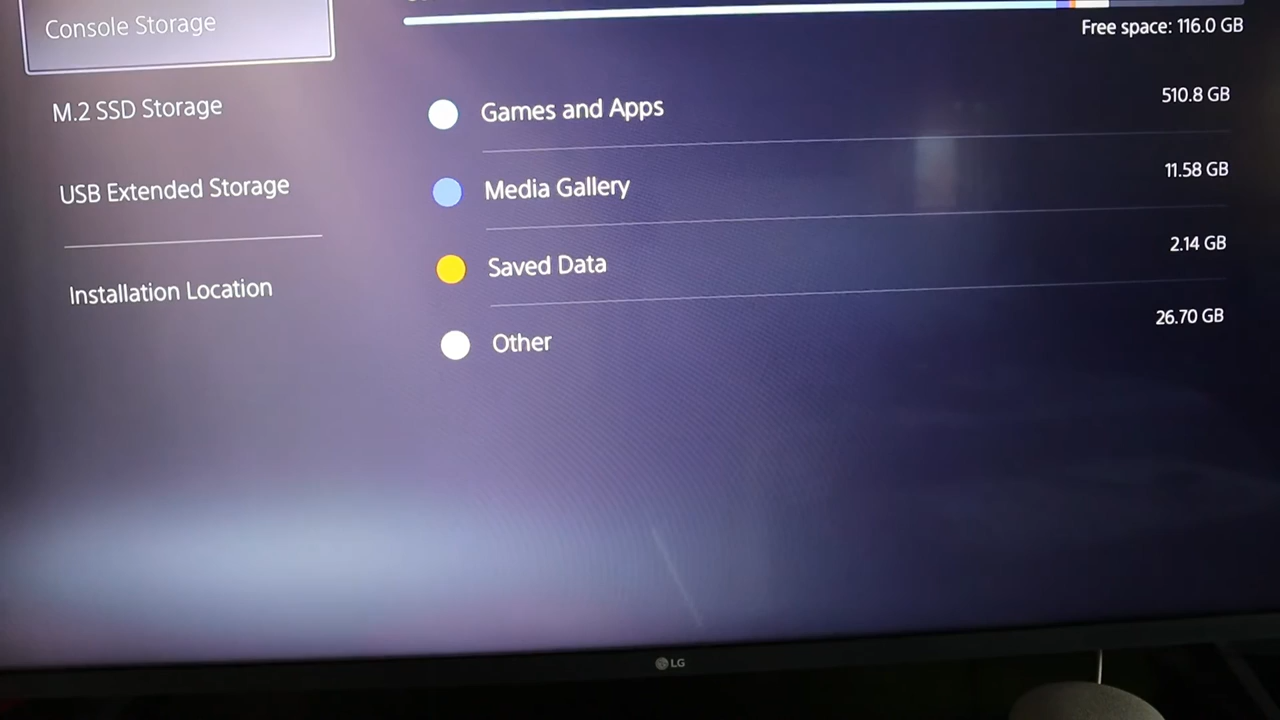 Console Storage
Free space: 116.0 GB
M.2 SSD Storage
USB Extended Storage
Installation Location
Games and Apps
510.8 GB
Media Gallery
11.58 GB
Saved Data
2.14 GB
Other
26.70 GB
LG